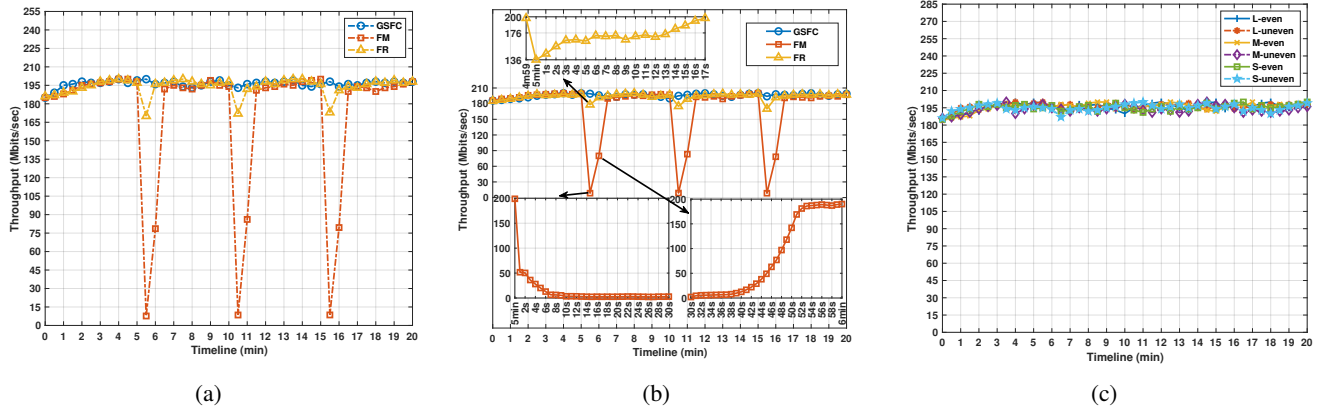 255
240
225
210
195
180
165
150
135
120
105
90
75
60
45
30
15
0
Throughput (Mbits/sec)
0 1 2 3 4 5 6 7 8 9 10 11 12 13 14 15 16 17 18 19 20
Timeline (min)
GSFC
FM
FR
(a)
200
176
136
4m59 5min 1s 2s 3s 4s 5s 6s 7s 8s 9s 10s 11s 12s 13s 14s 15s 16s 17s
GSFC
FM
FR
210
180
150
120
90
60
30
0
Throughput (Mbits/sec)
200
150
100
50
0
5min 2s 4s 6s 8s 10s 12s 14s 16s 18s 20s 22s 24s 26s 28s 30s
200
150
100
50
0
30s 32s 34s 36s 38s 40s 42s 44s 46s 48s 50s 52s 54s 56s 58s 6min
0 1 2 3 4 5 6 7 8 9 10 11 12 13 14 15 16 17 18 19 20
Timeline (min)
(b)
285
270
255
240
225
210
195
180
165
150
135
120
105
90
75
60
45
30
15
0
Throughput (Mbits/sec)
0 1 2 3 4 5 6 7 8 9 10 11 12 13 14 15 16 17 18 19 20
Timeline (min)
L-even
L-uneven
M-even
M-uneven
S-even
S-uneven
(c)